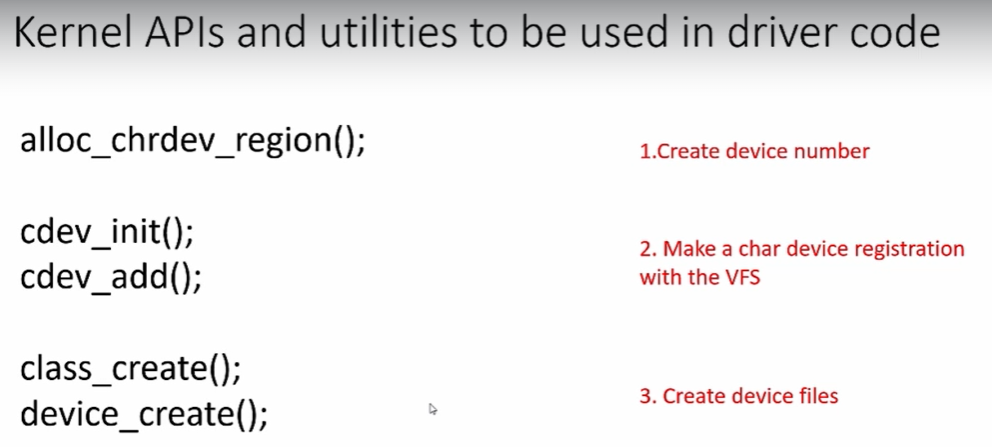 Kernel APIs and utilities to be used in driver code
alloc_chrdev_region();
1.Create device number
cdev_init();
cdev_add();
2. Make a char device registration
with the VFS
class_create();
device_create();
3. Create device files